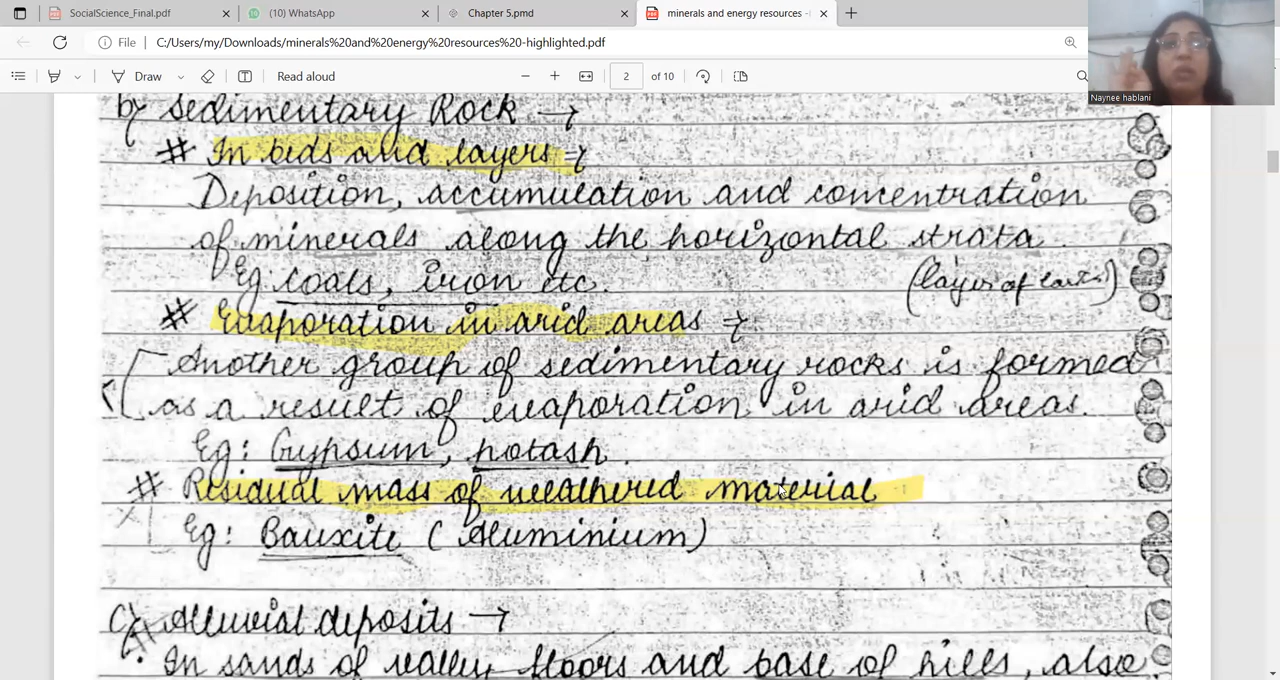 SocialScience_Final.pdf
(10) WhatsApp
Chapter 5.pmd
minerals and energy resources -
File
C:/Users/my/Downloads/minerals%20and%20energy%20resources%20-highlighted.pdf
Draw
Read aloud
2 of 10
Naynee hablani
b) Sedimentary Rock →
# In beds and layers →
Deposition, accumulation and concentration
of minerals along the horizontal strata.
Eg: Coals, Iron etc.
(layer of earth)
# Evaporation in arid areas →
Another group of sedimentary rocks is formed
as a result of evaporation in arid areas.
Eg: Gypsum, potash.
# Residual mass of weathered material
Eg: Bauxite (Aluminium)
c) Alluvial deposits →
• In sands of valley floors and base of hills, also